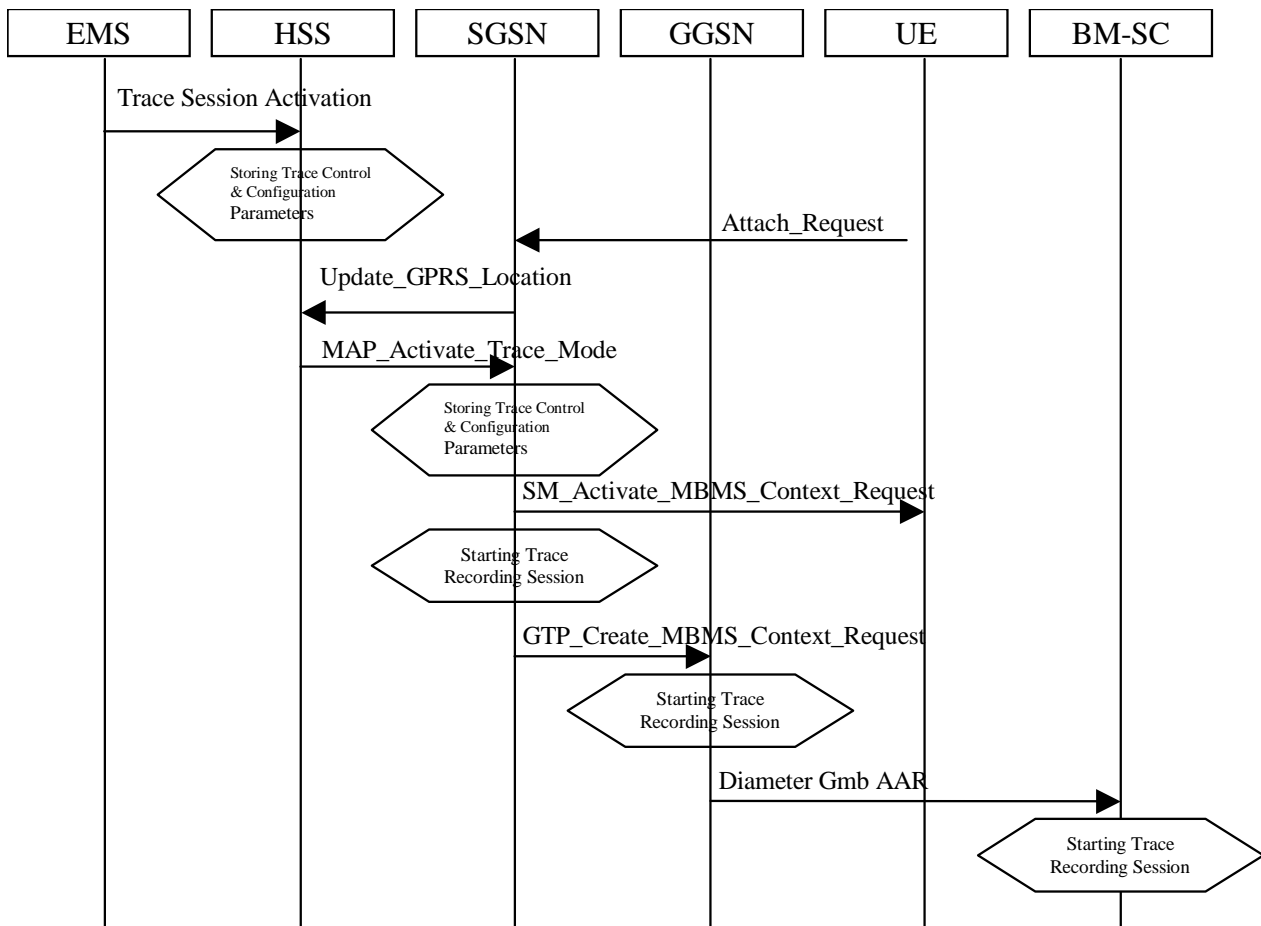 EMS
HSS
SGSN
GGSN
UE
BM-SC
Trace Session Activation
Storing Trace Control
& Configuration
Parameters
Attach_Request
Update_GPRS_Location
MAP_Activate_Trace_Mode
Storing Trace Control
& Configuration
Parameters
SM_Activate_MBMS_Context_Request
Starting Trace
Recording Session
GTP_Create_MBMS_Context_Request
Starting Trace
Recording Session
Diameter Gmb AAR
Starting Trace
Recording Session